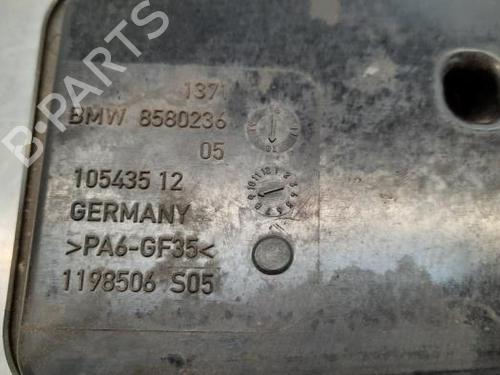 137
BMW 8580236
05
105435 12
GERMANY
>PA6-GF35<
1198506 S05
B-PARTS